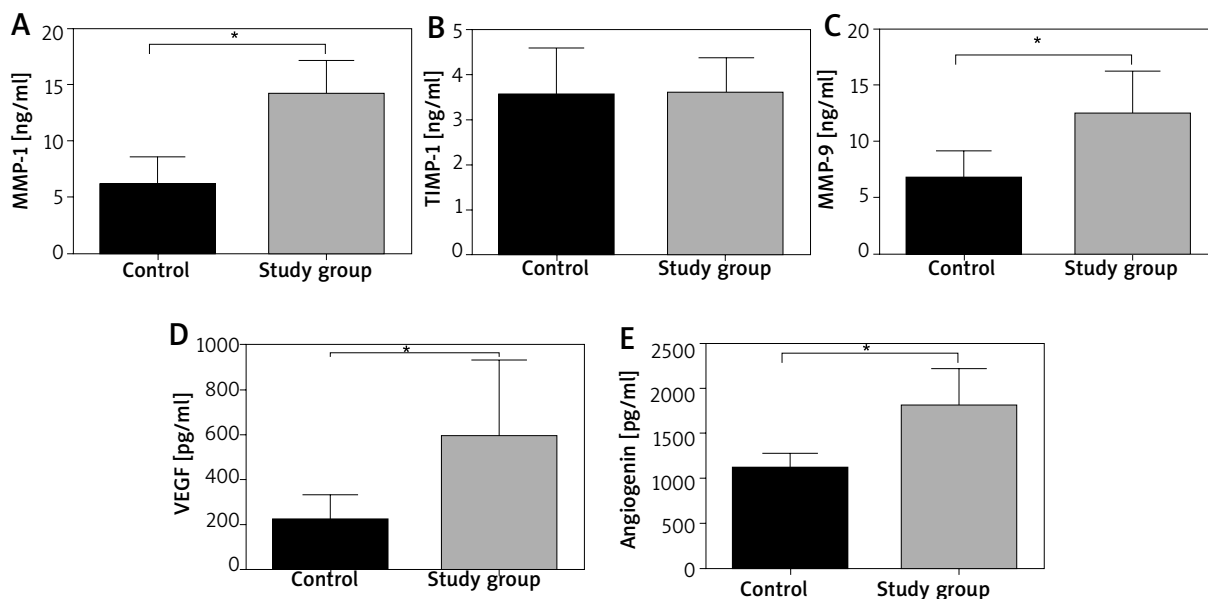 A
MMP-1 [ng/ml]
20
15
10
5
0
*
Control
Study group
B
TIMP-1 [ng/ml]
5
4
3
2
1
0
Control
Study group
C
MMP-9 [ng/ml]
20
15
10
5
0
*
Control
Study group
D
VEGF [pg/ml]
1000
800
600
400
200
0
*
Control
Study group
E
Angiogenin [pg/ml]
2500
2000
1500
1000
500
0
*
Control
Study group